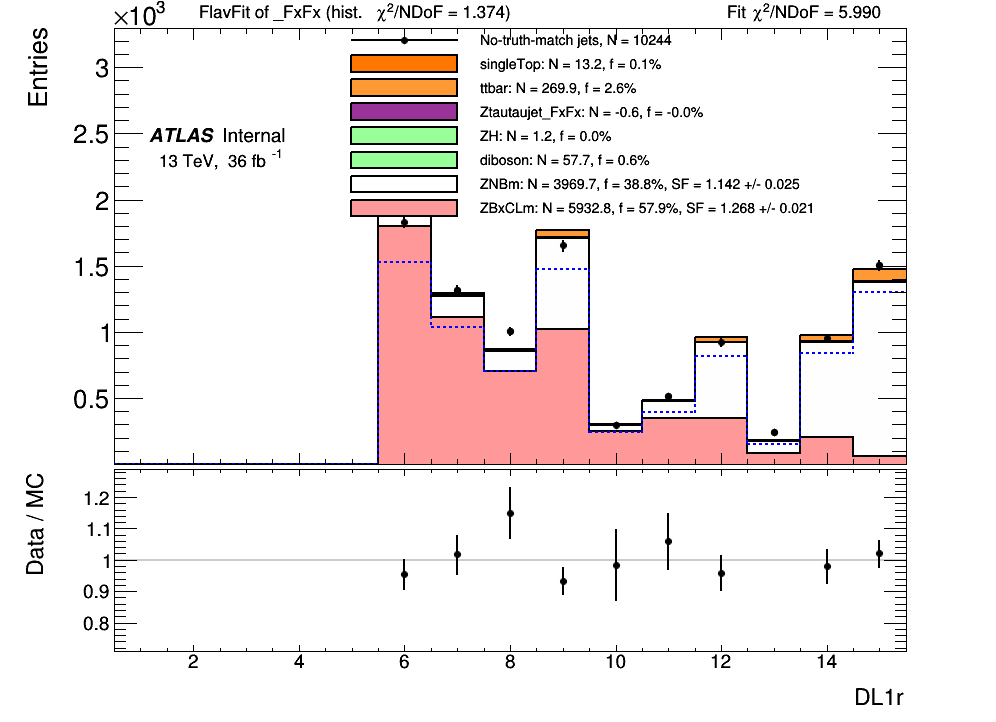 ×10³ FlavFit of _FxFx (hist. χ²/NDoF = 1.374) Fit χ²/NDoF = 5.990
Entries
No-truth-match jets, N = 10244
singleTop: N = 13.2, f = 0.1%
ttbar: N = 269.9, f = 2.6%
Ztautaujet_FxFx: N = -0.6, f = -0.0%
ZH: N = 1.2, f = 0.0%
diboson: N = 57.7, f = 0.6%
ZNBm: N = 3969.7, f = 38.8%, SF = 1.142 +/- 0.025
ZBxCLm: N = 5932.8, f = 57.9%, SF = 1.268 +/- 0.021
ATLAS Internal
13 TeV, 36 fb⁻¹
3
2.5
2
1.5
1
0.5
Data / MC
1.2
1.1
1
0.9
0.8
2 4 6 8 10 12 14
DL1r